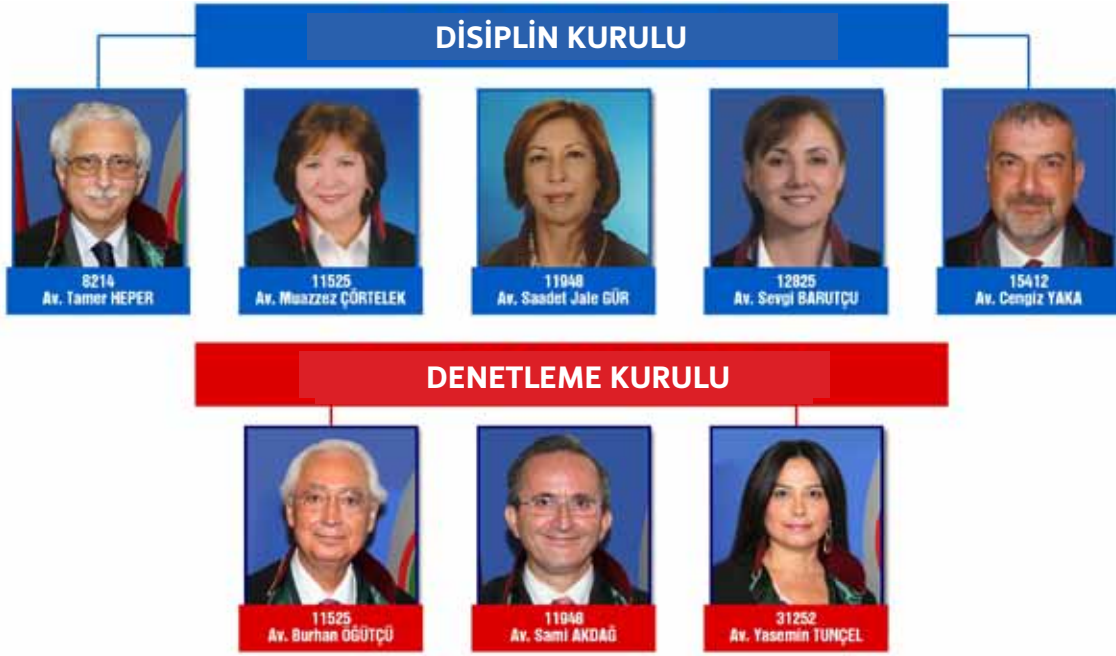 DİSİPLİN KURULU
8214
Av. Tamer HEPER
11525
Av. Muazzez ÇÖRTELEK
11948
Av. Saadet Jale GÜR
12825
Av. Sevgi BARUTÇU
15412
Av. Cengiz YAKA
DENETLEME KURULU
11525
Av. Burhan ÖĞÜTÇÜ
11948
Av. Sami AKDAĞ
31252
Av. Yasemin TUNÇEL